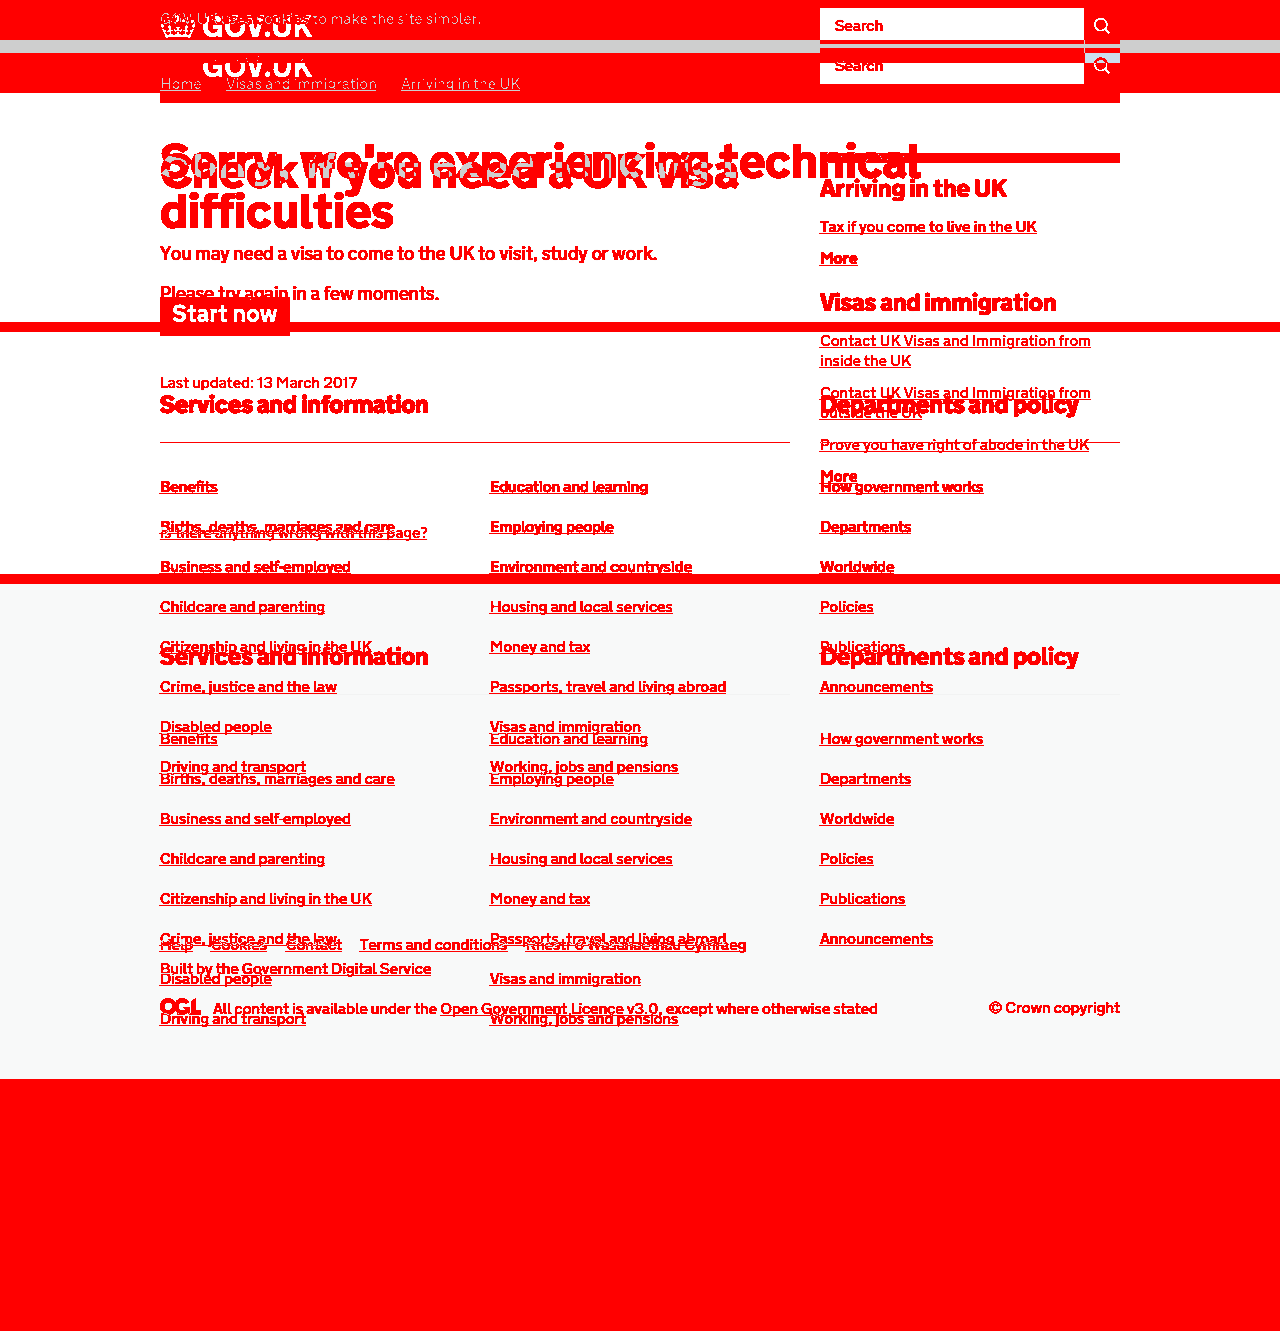 GOV.UK uses cookies to make the site simpler.
GOV.UK
Search
GOV.UK
Search
Home Visas and immigration Arriving in the UK
Sorry, we're experiencing technical
Check if you need a UK visa
difficulties
Arriving in the UK
Tax if you come to live in the UK
You may need a visa to come to the UK to visit, study or work.
More
Please try again in a few moments.
Visas and immigration
Start now
Contact UK Visas and Immigration from
inside the UK
Last updated: 13 March 2017
Contact UK Visas and Immigration from
Services and information
Departments and policy
outside the UK
Prove you have right of abode in the UK
More
Benefits Education and learning How government works
Births, deaths, marriages and care Employing people Departments
Is there anything wrong with this page?
Business and self-employed Environment and countryside Worldwide
Childcare and parenting Housing and local services Policies
Citizenship and living in the UK Money and tax Publications
Services and information Departments and policy
Crime, justice and the law Passports, travel and living abroad Announcements
Disabled people Visas and immigration
Benefits Education and learning How government works
Driving and transport Working, jobs and pensions
Births, deaths, marriages and care Employing people Departments
Business and self-employed Environment and countryside Worldwide
Childcare and parenting Housing and local services Policies
Citizenship and living in the UK Money and tax Publications
Crime, justice and the law Passports, travel and living abroad Announcements
Help Cookies Contact Terms and conditions Rhestr o Wasanaethau Cymraeg
Built by the Government Digital Service
Disabled people Visas and immigration
OGL All content is available under the Open Government Licence v3.0, except where otherwise stated © Crown copyright
Driving and transport Working, jobs and pensions